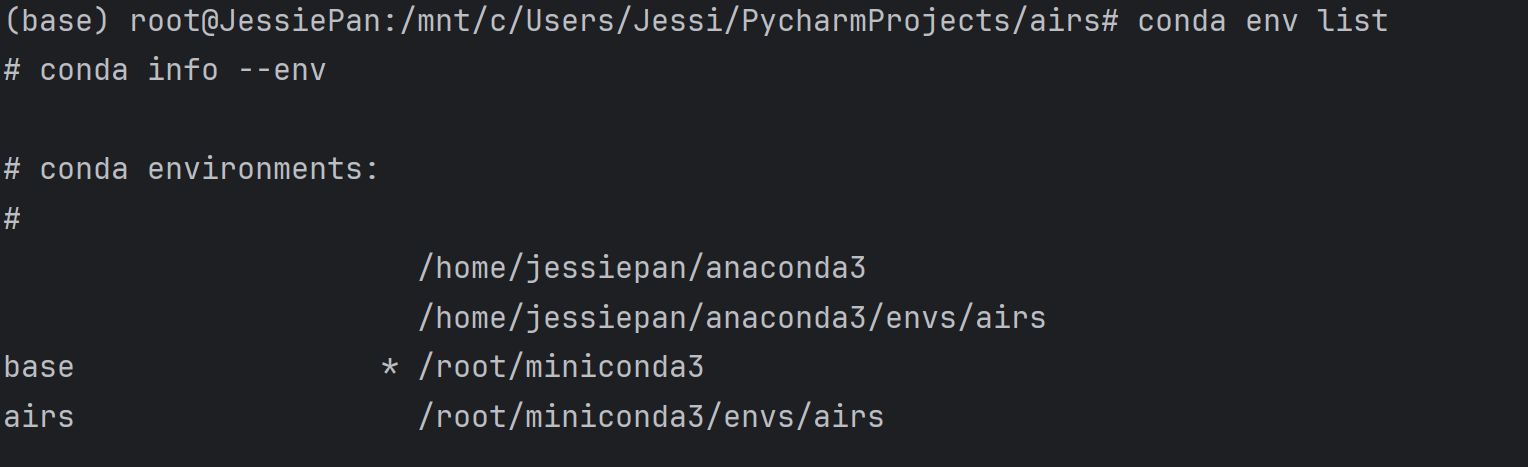 (base) root@JessiePan:/mnt/c/Users/Jessi/PycharmProjects/airs# conda env list
# conda info --env

# conda environments:
#
                       /home/jessiepan/anaconda3
                       /home/jessiepan/anaconda3/envs/airs
base                 * /root/miniconda3
airs                   /root/miniconda3/envs/airs